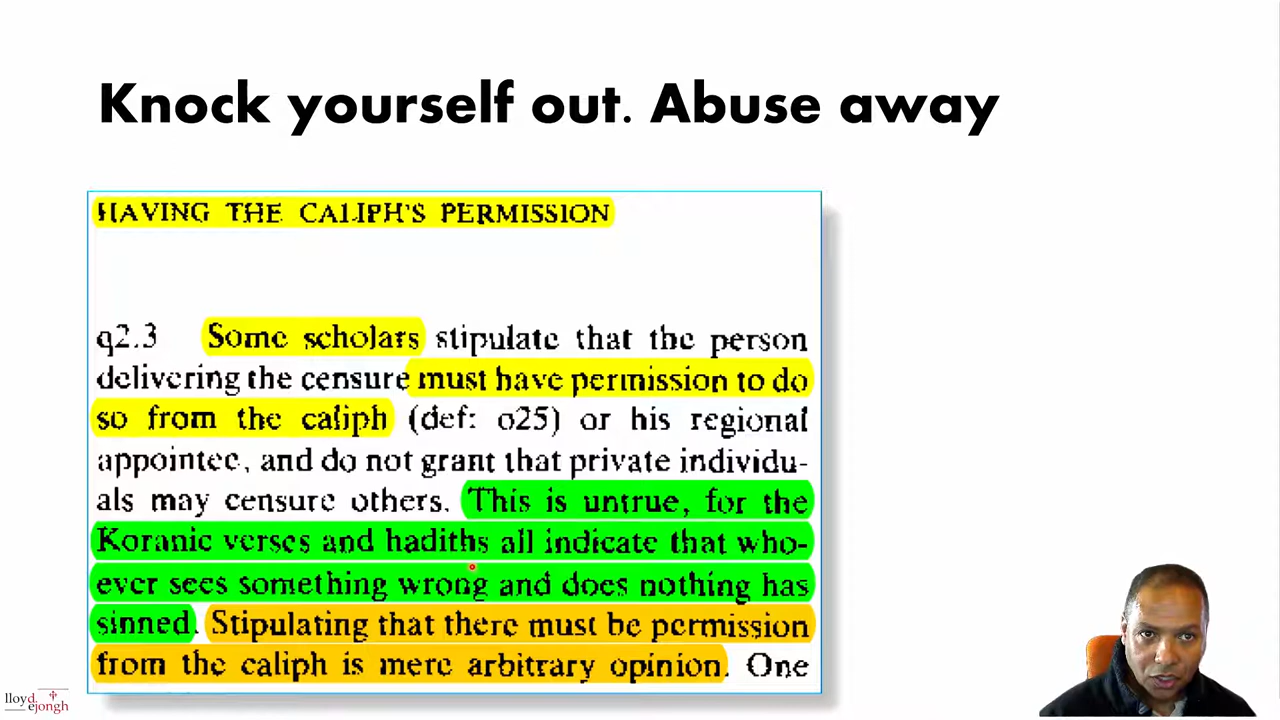 Knock yourself out. Abuse away
HAVING THE CALIPH'S PERMISSION
q2.3 Some scholars stipulate that the person
delivering the censure must have permission to do
so from the caliph (def: o25) or his regional
appointee, and do not grant that private individu-
als may censure others. This is untrue, for the
Koranic verses and hadiths all indicate that who-
ever sees something wrong and does nothing has
sinned. Stipulating that there must be permission
from the caliph is mere arbitrary opinion. One
lloyd
dejongh